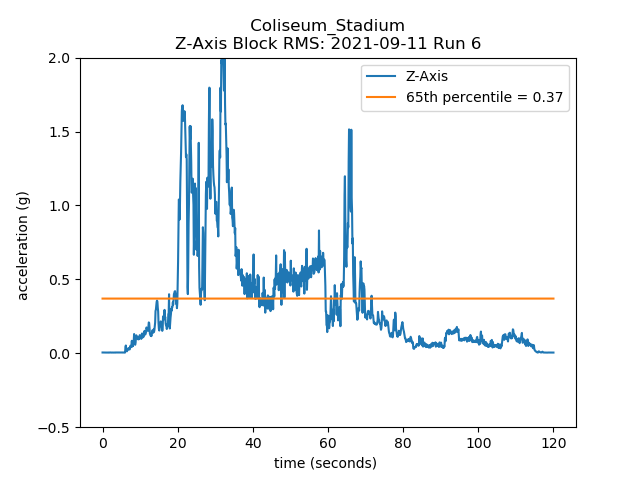 Coliseum_Stadium
Z-Axis Block RMS: 2021-09-11 Run 6
Z-Axis
65th percentile = 0.37
acceleration (g)
2.0
1.5
1.0
0.5
0.0
−0.5
0 20 40 60 80 100 120
time (seconds)